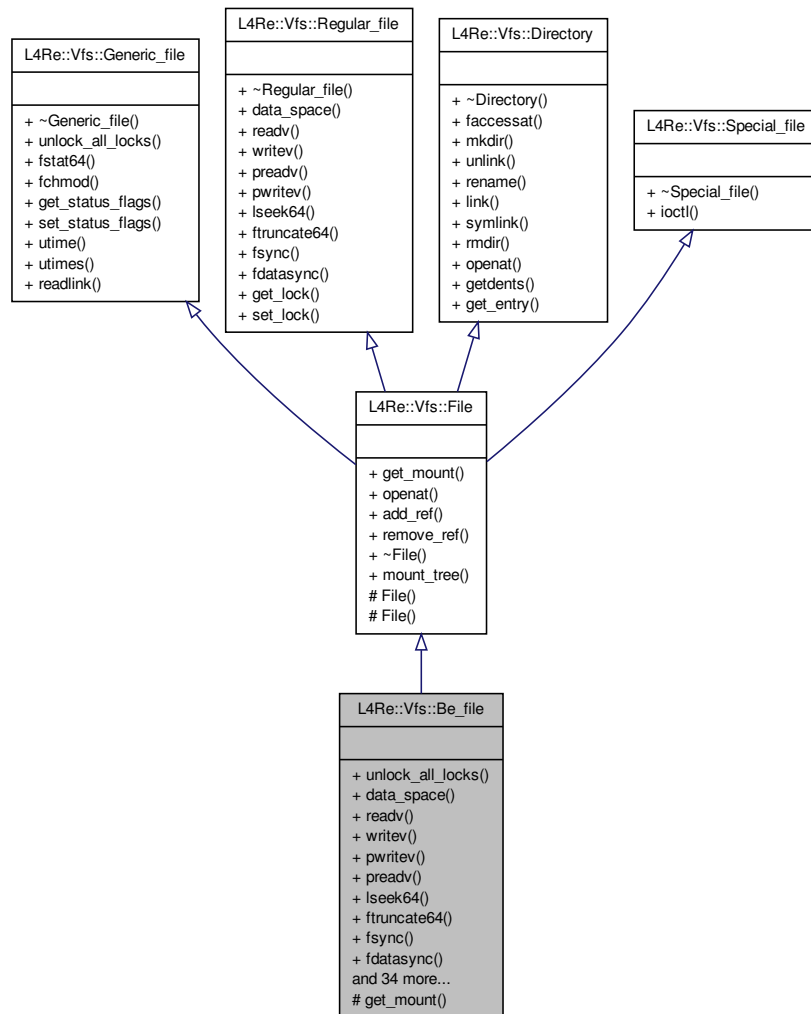 L4Re::Vfs::Generic_file
+ ~Generic_file()
+ unlock_all_locks()
+ fstat64()
+ fchmod()
+ get_status_flags()
+ set_status_flags()
+ utime()
+ utimes()
+ readlink()
L4Re::Vfs::Regular_file
+ ~Regular_file()
+ data_space()
+ readv()
+ writev()
+ preadv()
+ pwritev()
+ lseek64()
+ ftruncate64()
+ fsync()
+ fdatasync()
+ get_lock()
+ set_lock()
L4Re::Vfs::Directory
+ ~Directory()
+ faccessat()
+ mkdir()
+ unlink()
+ rename()
+ link()
+ symlink()
+ rmdir()
+ openat()
+ getdents()
+ get_entry()
L4Re::Vfs::Special_file
+ ~Special_file()
+ ioctl()
L4Re::Vfs::File
+ get_mount()
+ openat()
+ add_ref()
+ remove_ref()
+ ~File()
+ mount_tree()
# File()
# File()
L4Re::Vfs::Be_file
+ unlock_all_locks()
+ data_space()
+ readv()
+ writev()
+ pwritev()
+ preadv()
+ lseek64()
+ ftruncate64()
+ fsync()
+ fdatasync()
and 34 more...
# get_mount()